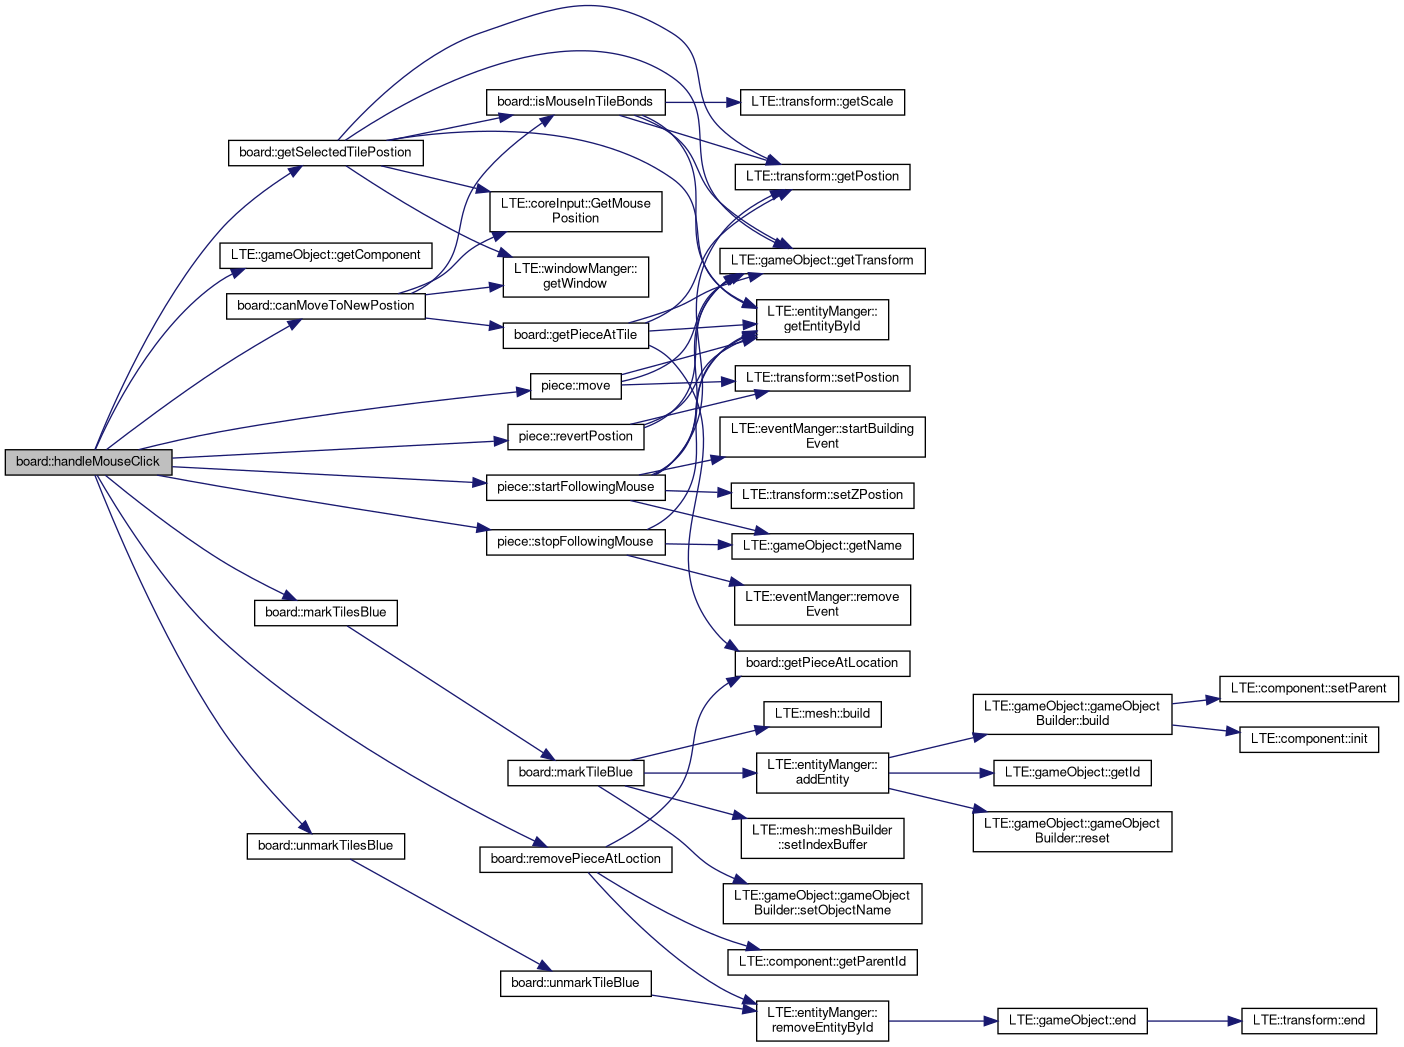 board::handleMouseClick
board::getSelectedTilePostion
LTE::gameObject::getComponent
board::canMoveToNewPostion
board::markTilesBlue
board::unmarkTilesBlue
board::isMouseInTileBonds
LTE::coreInput::GetMouse
Position
LTE::windowManger::
getWindow
board::getPieceAtTile
piece::move
piece::revertPostion
piece::startFollowingMouse
piece::stopFollowingMouse
board::markTileBlue
board::removePieceAtLoction
board::unmarkTileBlue
LTE::transform::getScale
LTE::transform::getPostion
LTE::gameObject::getTransform
LTE::entityManger::
getEntityById
LTE::transform::setPostion
LTE::eventManger::startBuilding
Event
LTE::transform::setZPostion
LTE::gameObject::getName
LTE::eventManger::remove
Event
board::getPieceAtLocation
LTE::mesh::build
LTE::entityManger::
addEntity
LTE::mesh::meshBuilder
::setIndexBuffer
LTE::gameObject::gameObject
Builder::setObjectName
LTE::component::getParentId
LTE::entityManger::
removeEntityById
LTE::gameObject::gameObject
Builder::build
LTE::gameObject::getId
LTE::gameObject::gameObject
Builder::reset
LTE::gameObject::end
LTE::component::setParent
LTE::component::init
LTE::transform::end